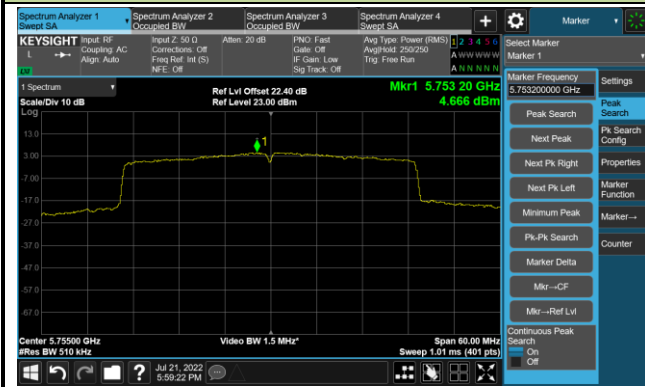 Spectrum Analyzer 1
Swept SA
Spectrum Analyzer 2
Occupied BW
Spectrum Analyzer 3
Occupied BW
Spectrum Analyzer 4
Swept SA
+
Marker
KEYSIGHT
L
LV
Input: RF
Coupling: AC
Align: Auto
Input Z: 50 Ω
Corrections: Off
Freq Ref: Int (S)
NFE: Off
Atten: 20 dB
PNO: Fast
Gate: Off
IF Gain: Low
Sig Track: Off
Avg Type: Power (RMS)
Avg|Hold: 250/250
Trig: Free Run
1 2 3 4 5 6
A W W W W W
A N N N N N
Select Marker
Marker 1
1 Spectrum
Scale/Div 10 dB
Log
Ref Lvl Offset 22.40 dB
Ref Level 23.00 dBm
Mkr1 5.753 20 GHz
4.666 dBm
1
13.0
3.00
-7.00
-17.0
-27.0
-37.0
-47.0
-57.0
-67.0
Center 5.75500 GHz
#Res BW 510 kHz
Video BW 1.5 MHz*
Span 60.00 MHz
Sweep 1.01 ms (401 pts)
Marker Frequency
5.753200000 GHz
Peak Search
Next Peak
Next Pk Right
Next Pk Left
Minimum Peak
Pk-Pk Search
Marker Delta
Mkr→CF
Mkr→Ref Lvl
Continuous Peak
Search
On
Off
Settings
Peak
Search
Pk Search
Config
Properties
Marker
Function
Marker→
Counter
?
Jul 21, 2022
5:59:22 PM